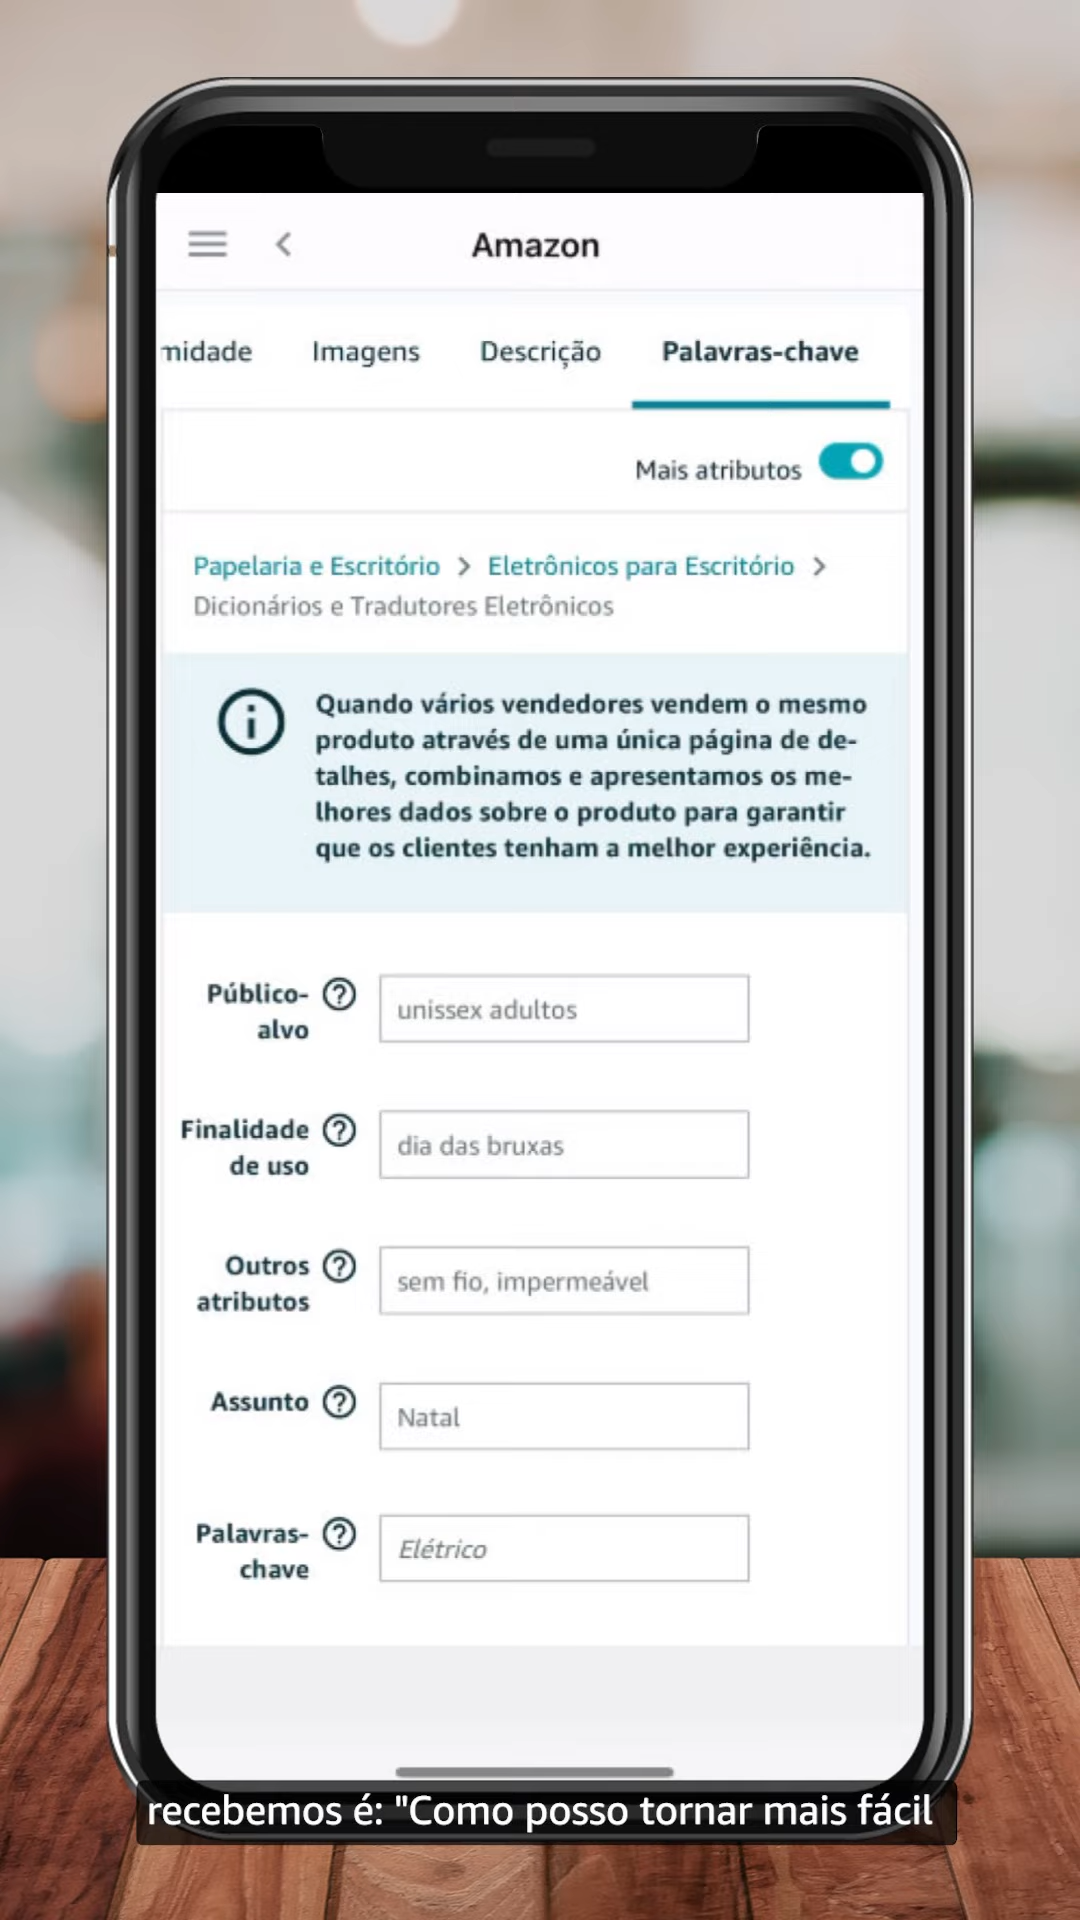 Amazon
midade Imagens Descrição Palavras-chave
Mais atributos
Papelaria e Escritório > Eletrônicos para Escritório >
Dicionários e Tradutores Eletrônicos
Quando vários vendedores vendem o mesmo
produto através de uma única página de de-
talhes, combinamos e apresentamos os me-
lhores dados sobre o produto para garantir
que os clientes tenham a melhor experiência.
Público-
alvo
unissex adultos
Finalidade
de uso
dia das bruxas
Outros
atributos
sem fio, impermeável
Assunto
Natal
Palavras-
chave
Elétrico
recebemos é: "Como posso tornar mais fácil